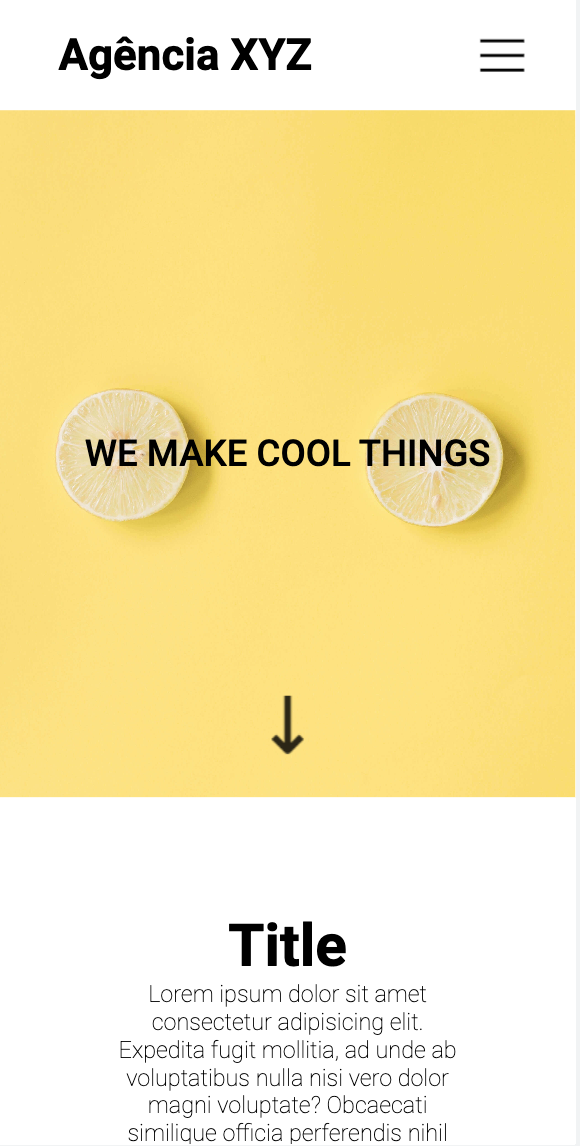 Agência XYZ
WE MAKE COOL THINGS
Title
Lorem ipsum dolor sit amet
consectetur adipisicing elit.
Expedita fugit mollitia, ad unde ab
voluptatibus nulla nisi vero dolor
magni voluptate? Obcaecati
similique officia perferendis nihil